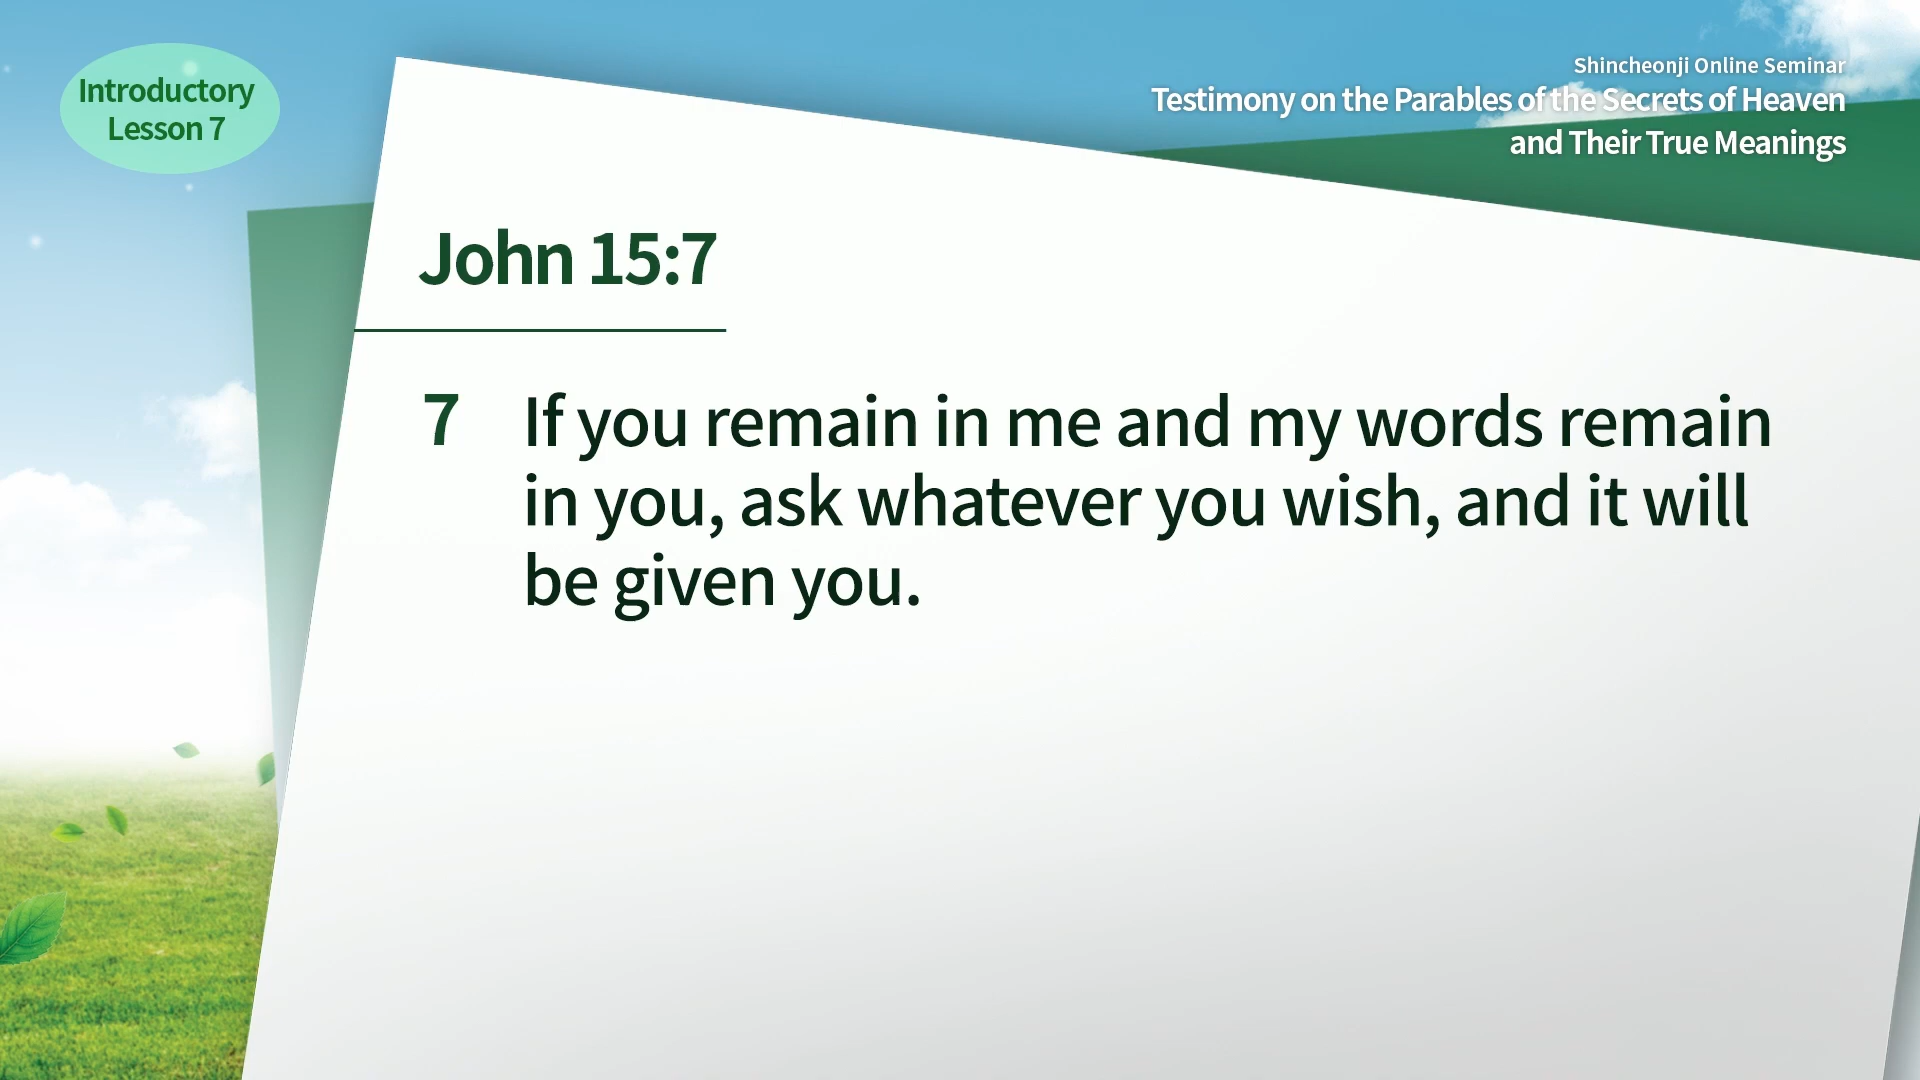 Introductory
Lesson 7
Shincheonji Online Seminar
Testimony on the Parables of the Secrets of Heaven
and Their True Meanings
John 15:7
7 If you remain in me and my words remain
in you, ask whatever you wish, and it will
be given you.